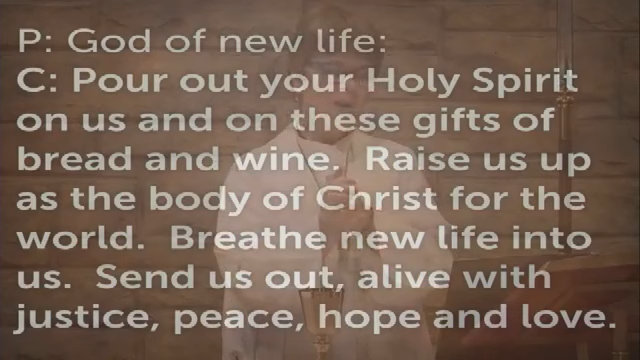 P: God of new life:
C: Pour out your Holy Spirit
on us and on these gifts of
bread and wine.  Raise us up
as the body of Christ for the
world.  Breathe new life into
us.  Send us out, alive with
justice, peace, hope and love.